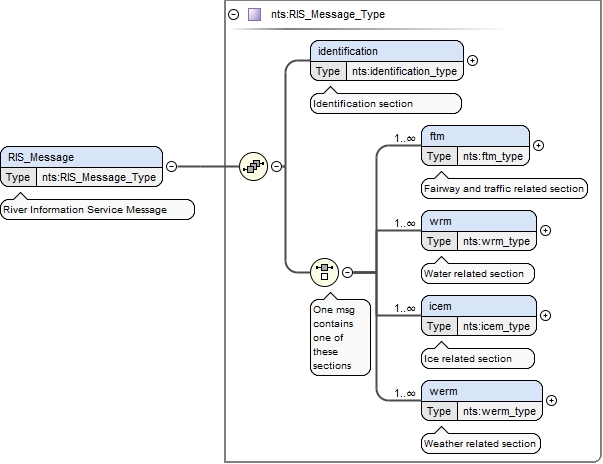 nts:RIS_Message_Type
identification
Type nts:identification_type
Identification section
RIS_Message
Type nts:RIS_Message_Type
River Information Service Message
1..∞
ftm
Type nts:ftm_type
Fairway and traffic related section
1..∞
wrm
Type nts:wrm_type
Water related section
One msg
contains
one of
these
sections
1..∞
icem
Type nts:icem_type
Ice related section
1..∞
werm
Type nts:werm_type
Weather related section